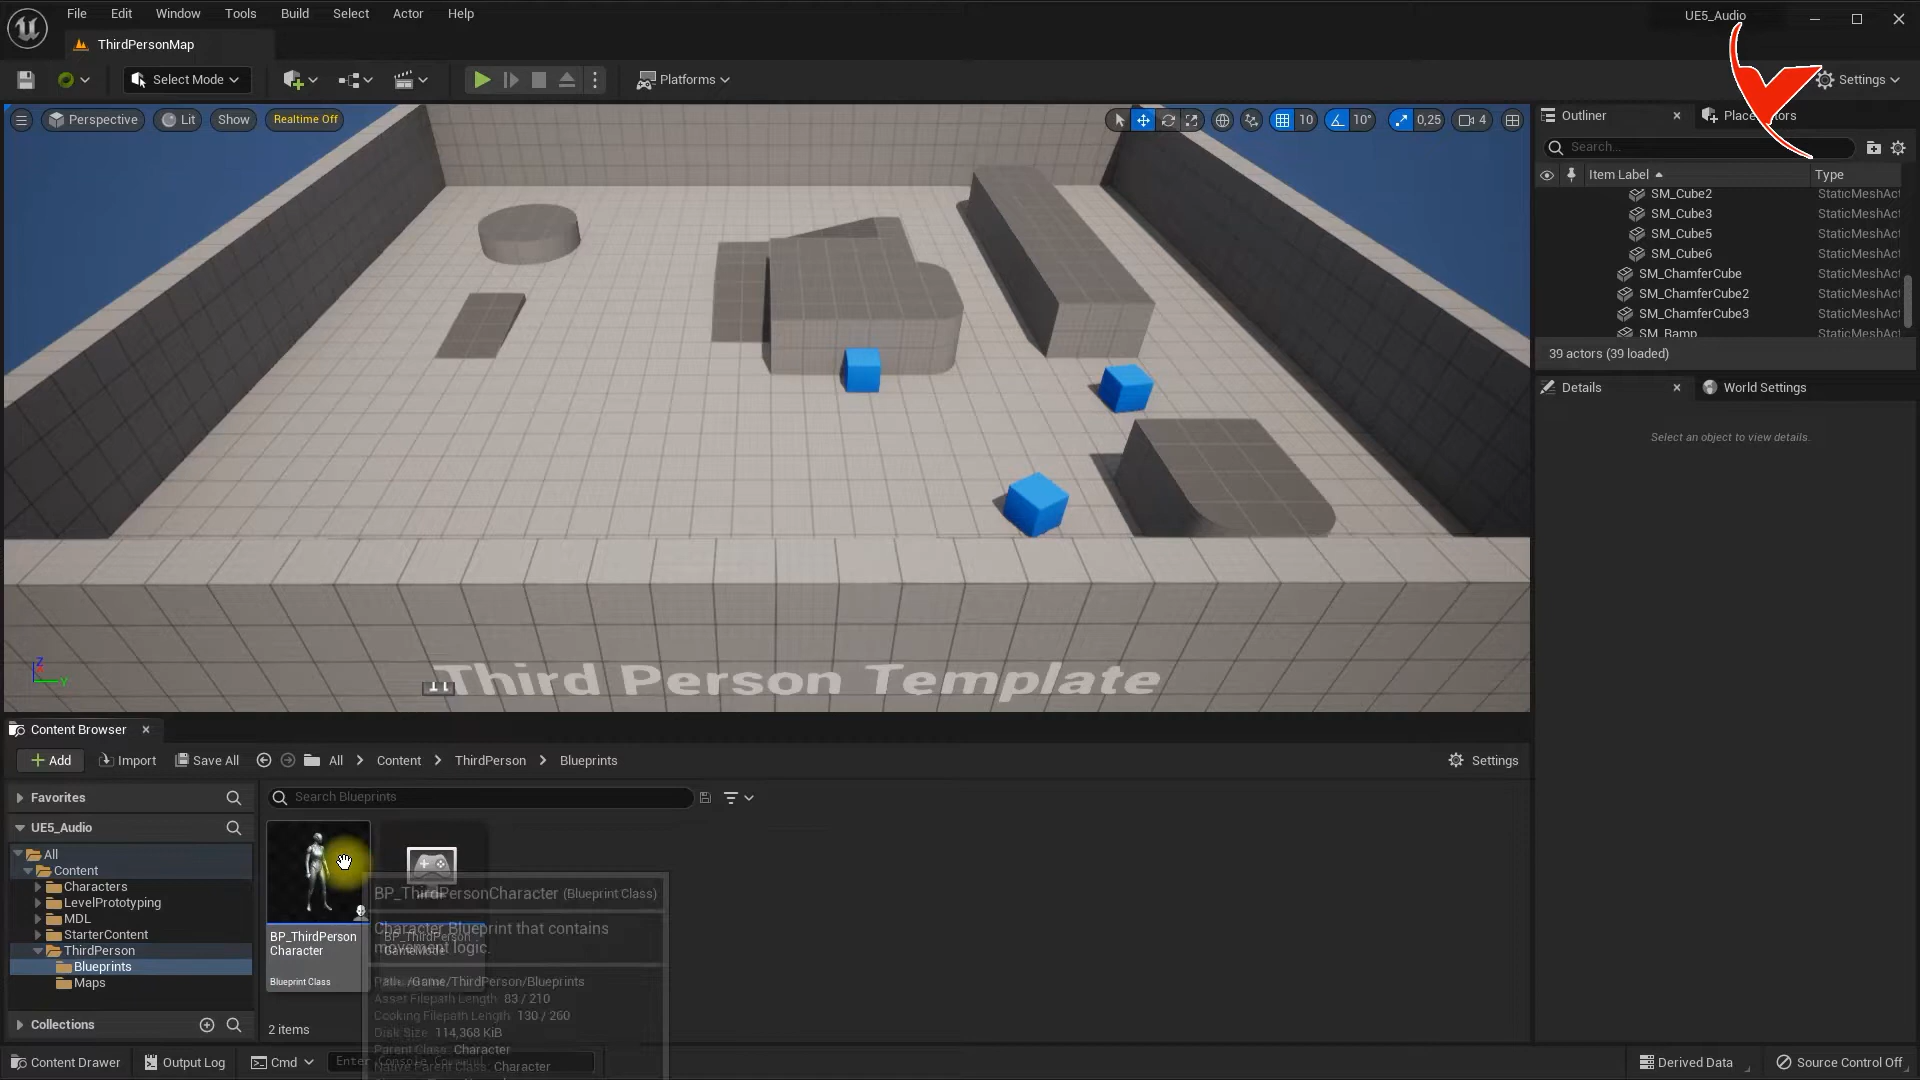 File Edit Window Tools Build Select Actor Help
UE5_Audio
ThirdPersonMap
Select Mode
Platforms
Settings
Perspective
Lit
Show
Realtime Off
10
10°
0,25
4
Outliner
Search...
Item Label
Type
SM_Cube2 StaticMeshAct
SM_Cube3 StaticMeshAct
SM_Cube5 StaticMeshAct
SM_Cube6 StaticMeshAct
SM_ChamferCube StaticMeshAct
SM_ChamferCube2 StaticMeshAct
SM_ChamferCube3 StaticMeshAct
SM_Ramp StaticMeshAct
39 actors (39 loaded)
Details
World Settings
Select an object to view details.
Third Person Template
Z
Y
Content Browser
Add
Import
Save All
All
Content
ThirdPerson
Blueprints
Settings
Favorites
UE5_Audio
All
Content
Characters
LevelPrototyping
MDL
StarterContent
ThirdPerson
Blueprints
Maps
Collections
Search Blueprints
BP_ThirdPerson
Character
Blueprint Class
BP_ThirdPerson
GameMode
BP_ThirdPersonCharacter (Blueprint Class)
Character Blueprint that contains
movement logic.
Path: /Game/ThirdPerson/Blueprints
Asset Filepath Length: 83 / 210
Cooking Filepath Length: 130 / 260
Disk Size: 114,368 KiB
Parent Class: Character
Native Parent Class: Character
2 items
Content Drawer
Output Log
Cmd
Enter Console Command
Derived Data
Source Control Off